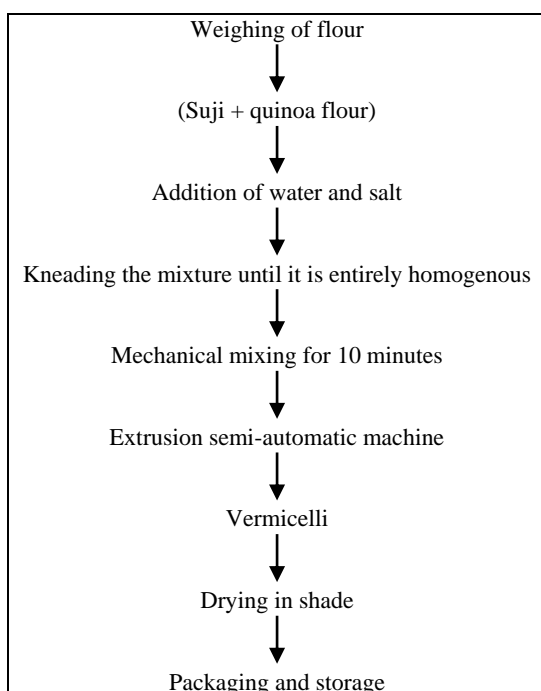 Weighing of flour
(Suji + quinoa flour)
Addition of water and salt
Kneading the mixture until it is entirely homogenous
Mechanical mixing for 10 minutes
Extrusion semi-automatic machine
Vermicelli
Drying in shade
Packaging and storage